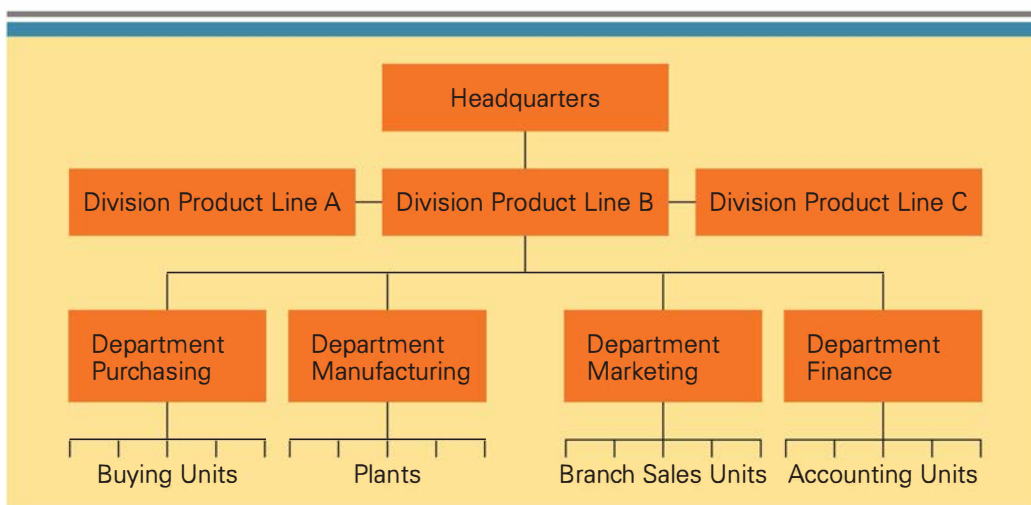 Headquarters
Division Product Line A
Division Product Line B
Division Product Line C
Department
Purchasing
Department
Manufacturing
Department
Marketing
Department
Finance
Buying Units
Plants
Branch Sales Units
Accounting Units